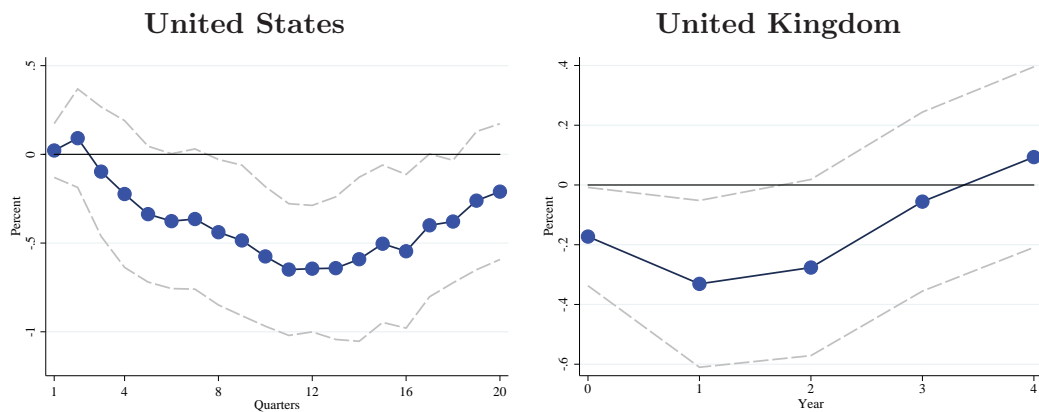 United States
.5
0
-.5
-1
Percent
1 4 8 12 16 20
Quarters
United Kingdom
.4
.2
0
-.2
-.4
-.6
Percent
0 1 2 3 4
Year